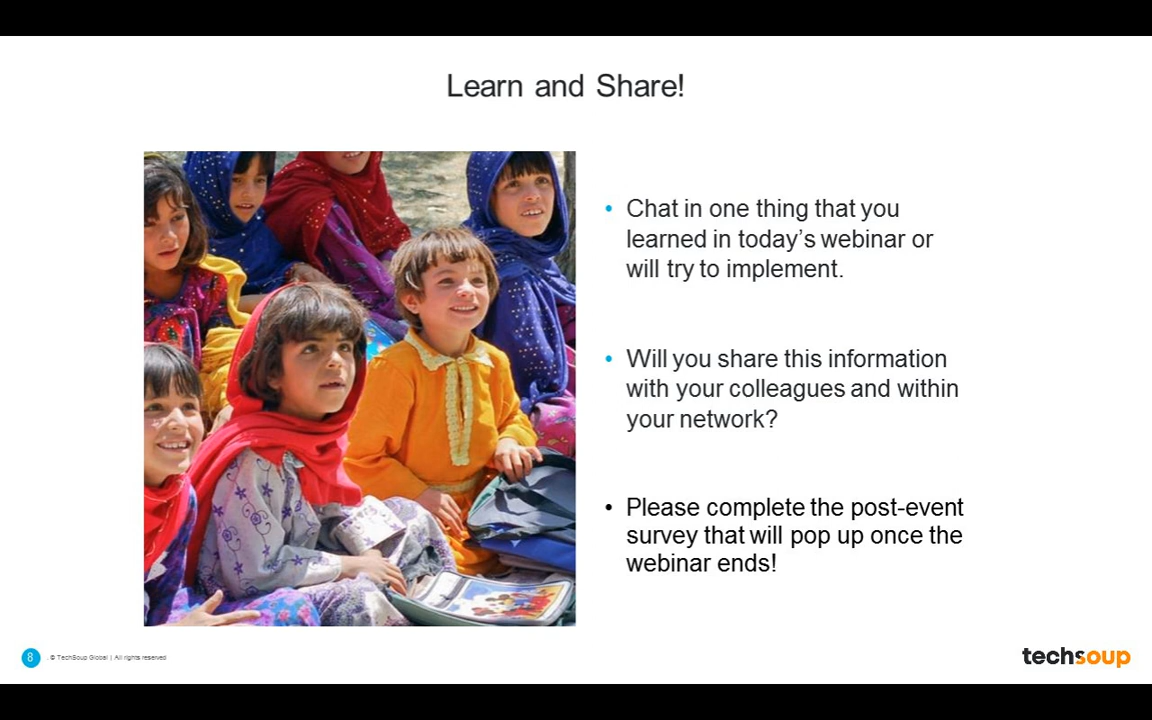 Learn and Share!
• Chat in one thing that you
learned in today’s webinar or
will try to implement.
• Will you share this information
with your colleagues and within
your network?
• Please complete the post-event
survey that will pop up once the
webinar ends!
8
© TechSoup Global | All rights reserved
techsoup